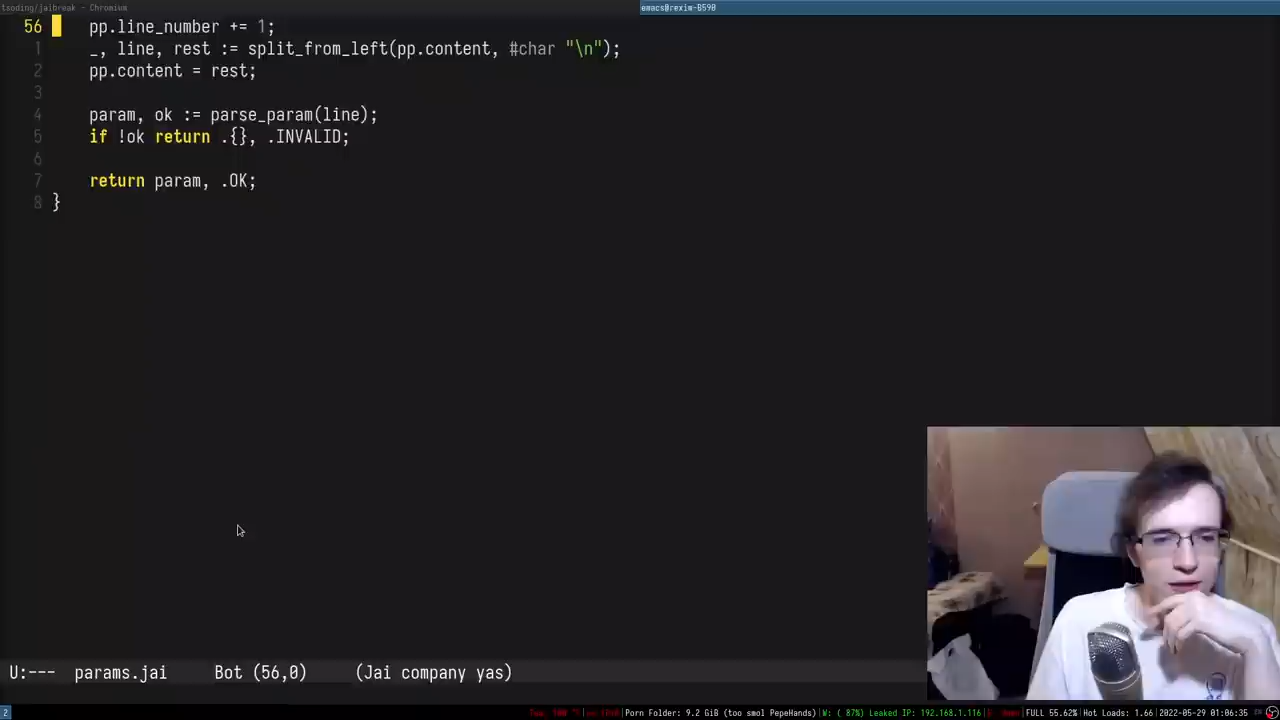 tsoding/jaibreak - Chromium
emacs@rexim-B590
56 pp.line_number += 1;
1 _, line, rest := split_from_left(pp.content, #char "\n");
2 pp.content = rest;
3
4 param, ok := parse_param(line);
5 if !ok return .{}, .INVALID;
6
7 return param, .OK;
8 }
U:--- params.jai Bot (56,0) (Jai company yas)
2
Porn Folder: 9.2 GiB (too smol PepeHands)|W: ( 87%) Leaked IP: 192.168.1.116|E: down|FULL 55.62%|Hot Loads: 1.66|2022-05-29 01:06:35